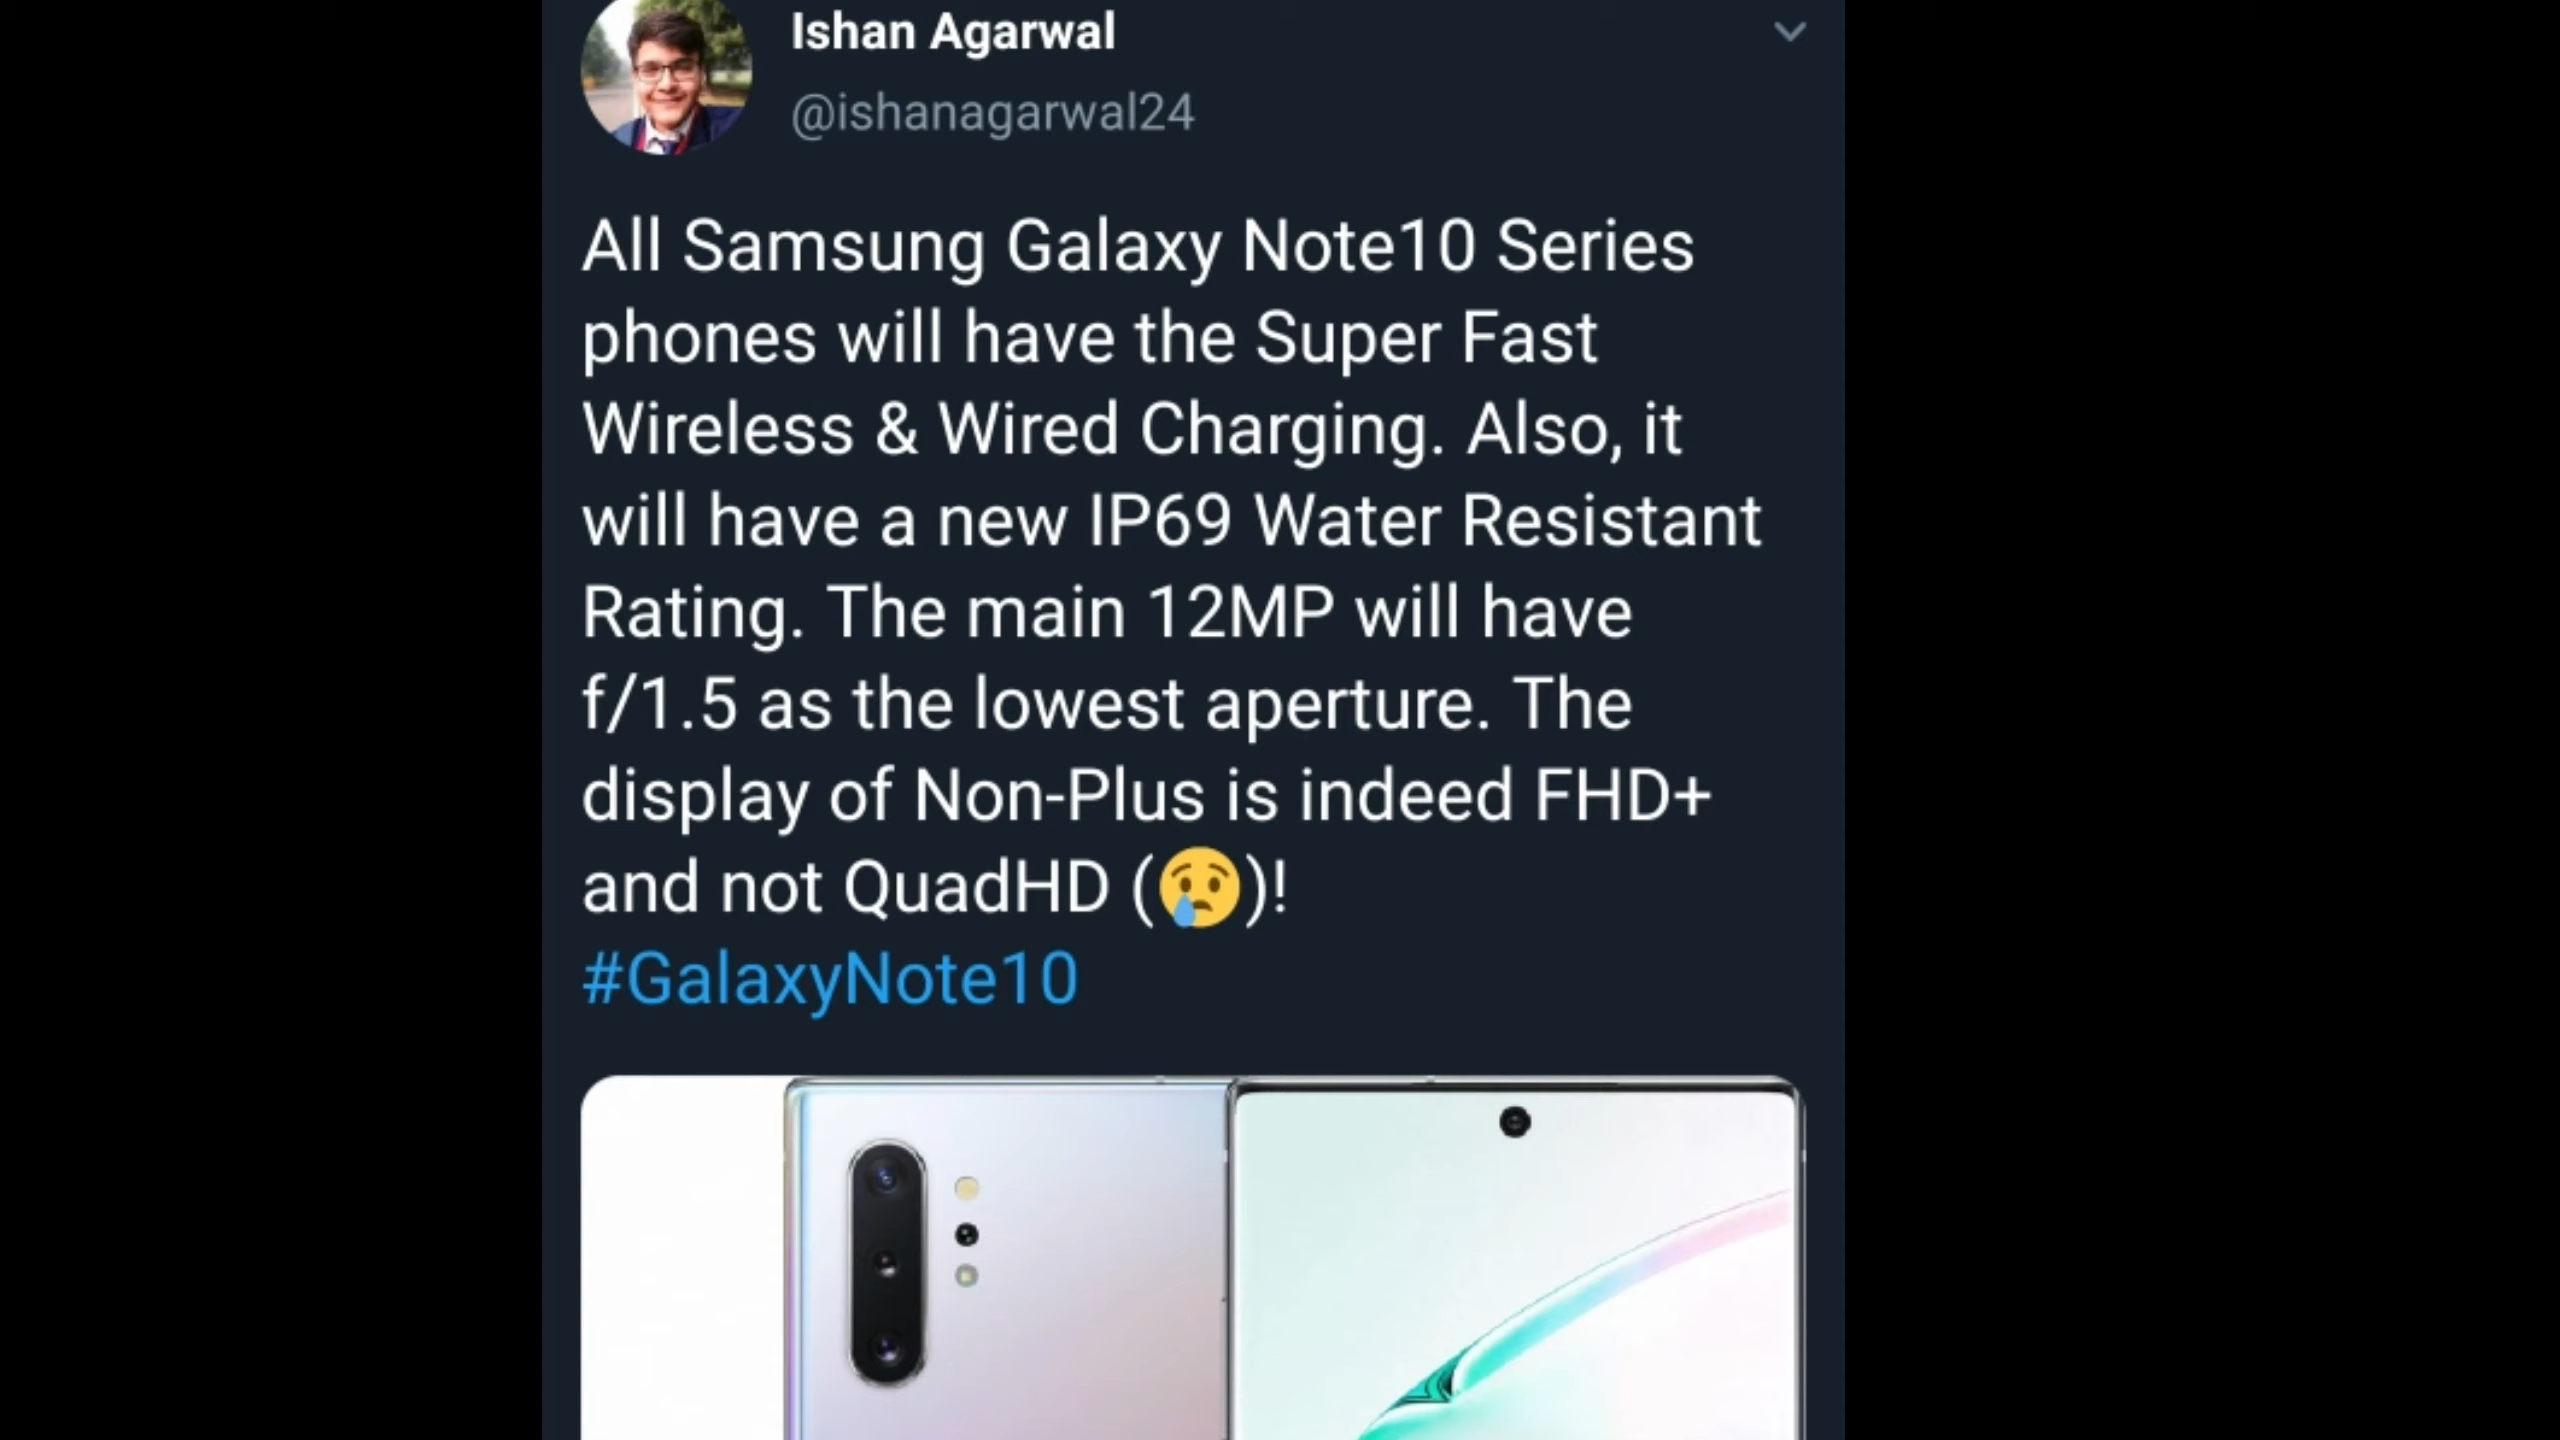 Ishan Agarwal
@ishanagarwal24
All Samsung Galaxy Note10 Series
phones will have the Super Fast
Wireless & Wired Charging. Also, it
will have a new IP69 Water Resistant
Rating. The main 12MP will have
f/1.5 as the lowest aperture. The
display of Non-Plus is indeed FHD+
and not QuadHD (😢)!
#GalaxyNote10